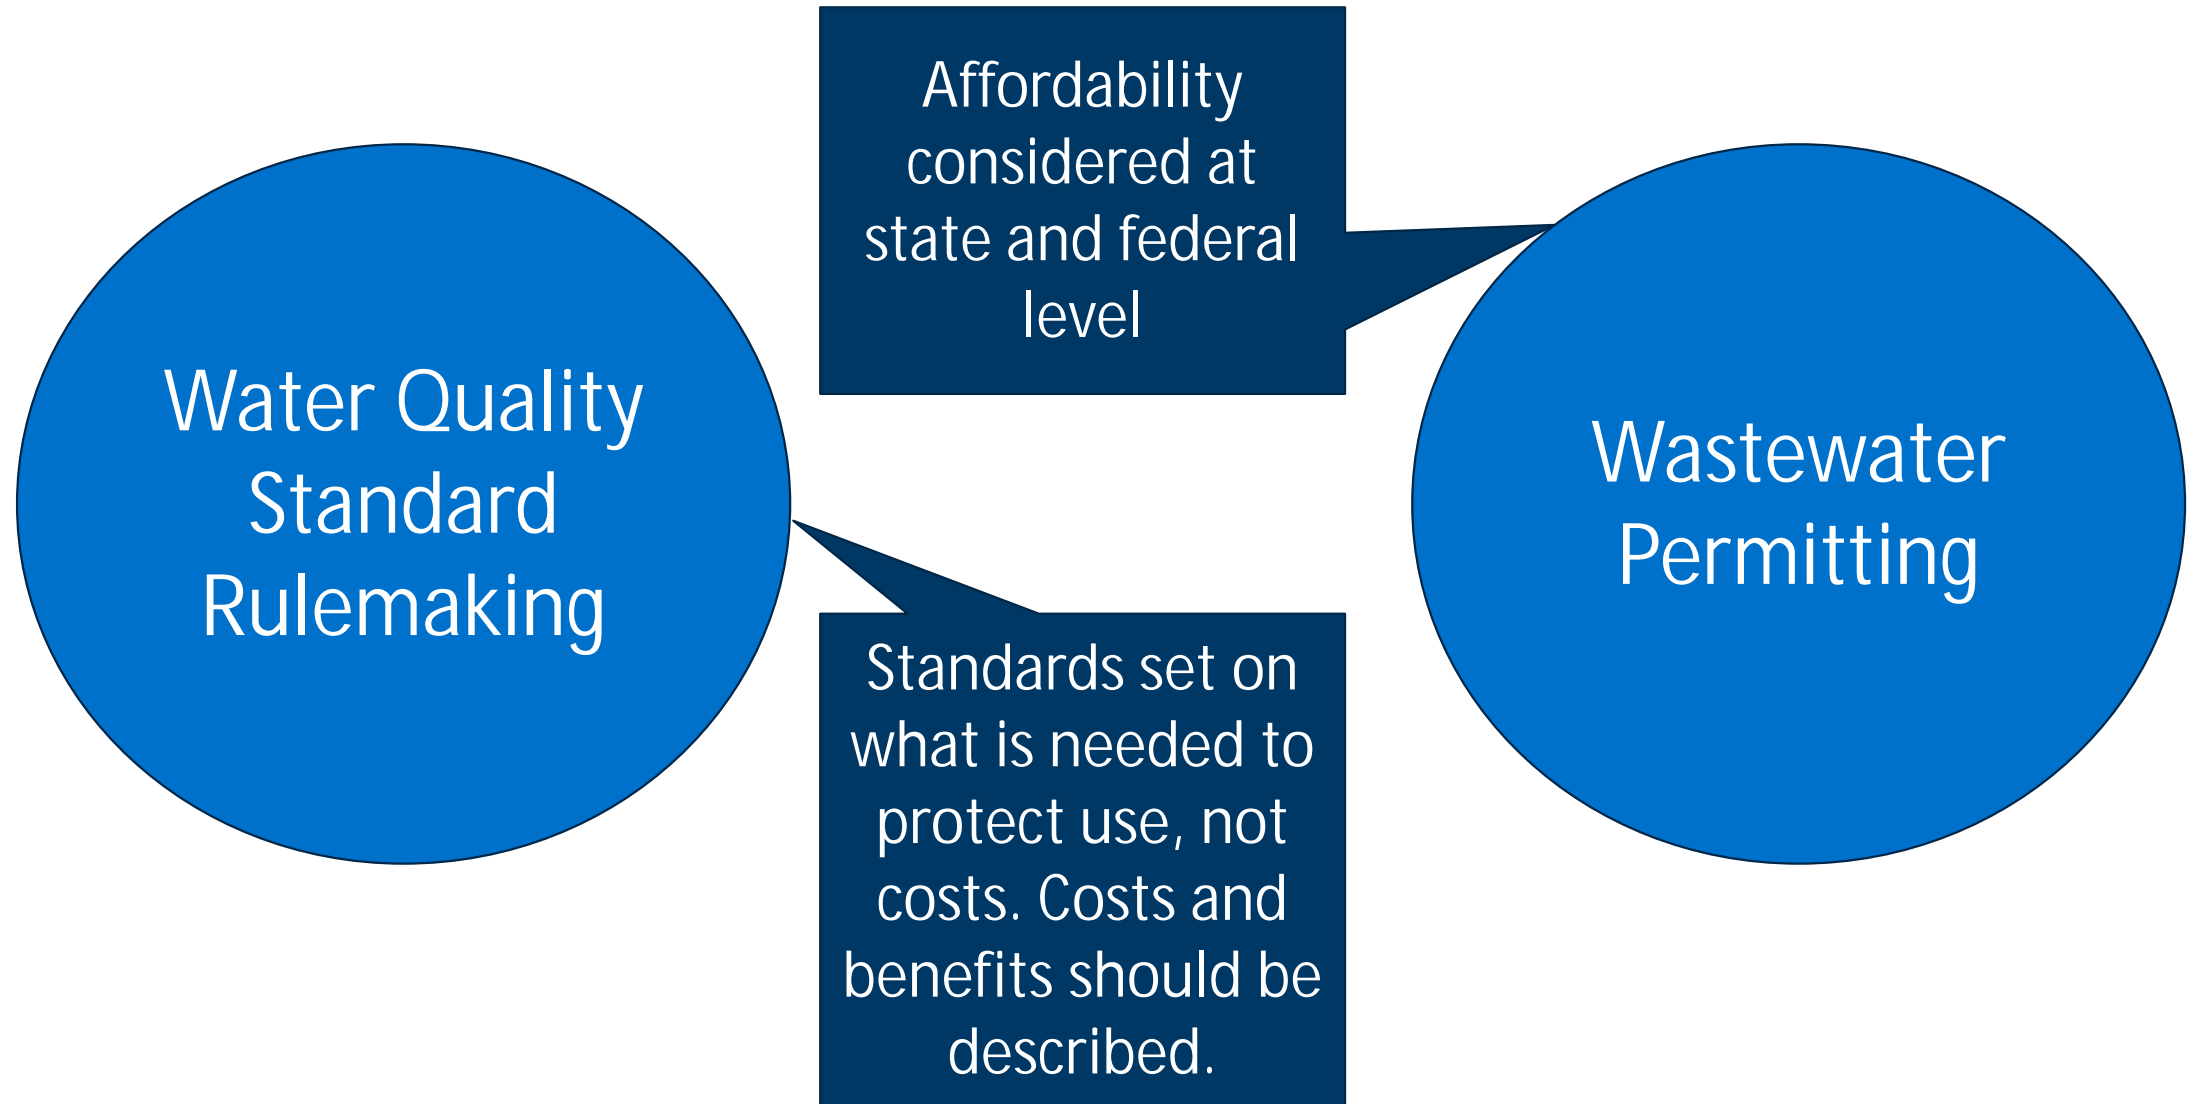 Water Quality
Standard
Rulemaking
Affordability
considered at
state and federal
level
Standards set on
what is needed to
protect use, not
costs. Costs and
benefits should be
described.
Wastewater
Permitting